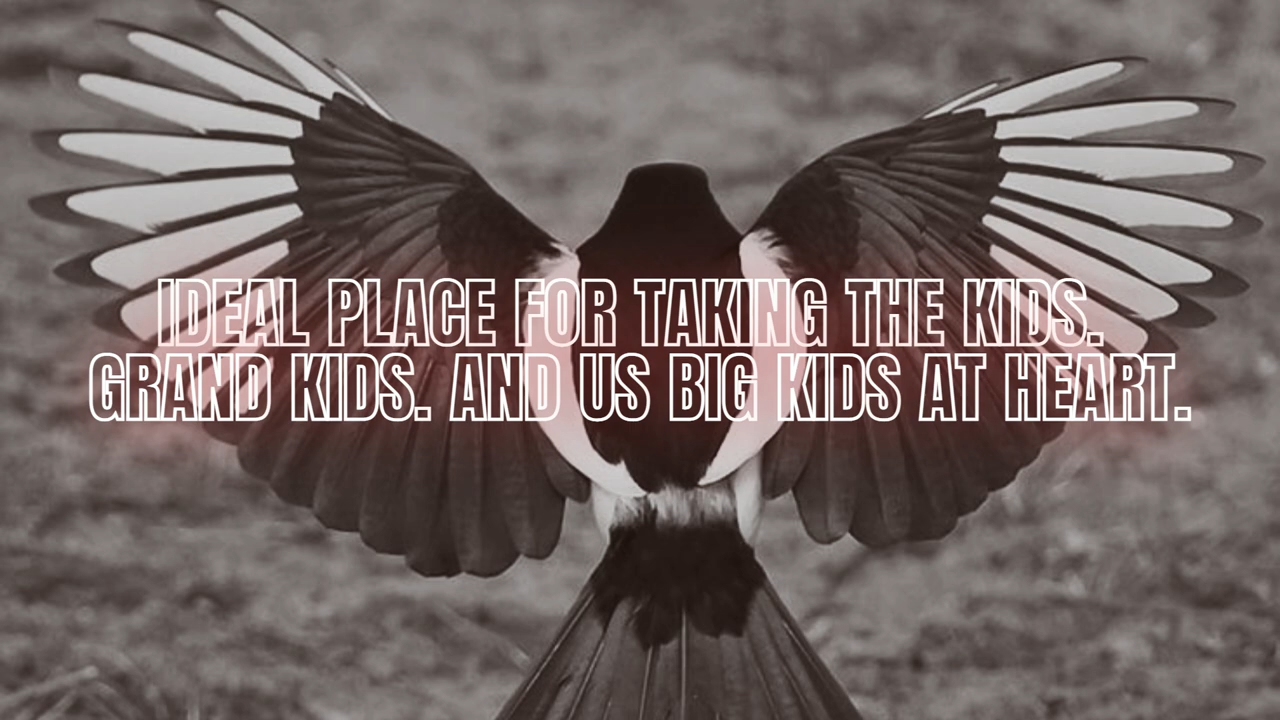 IDEAL PLACE FOR TAKING THE KIDS.
GRAND KIDS. AND US BIG KIDS AT HEART.